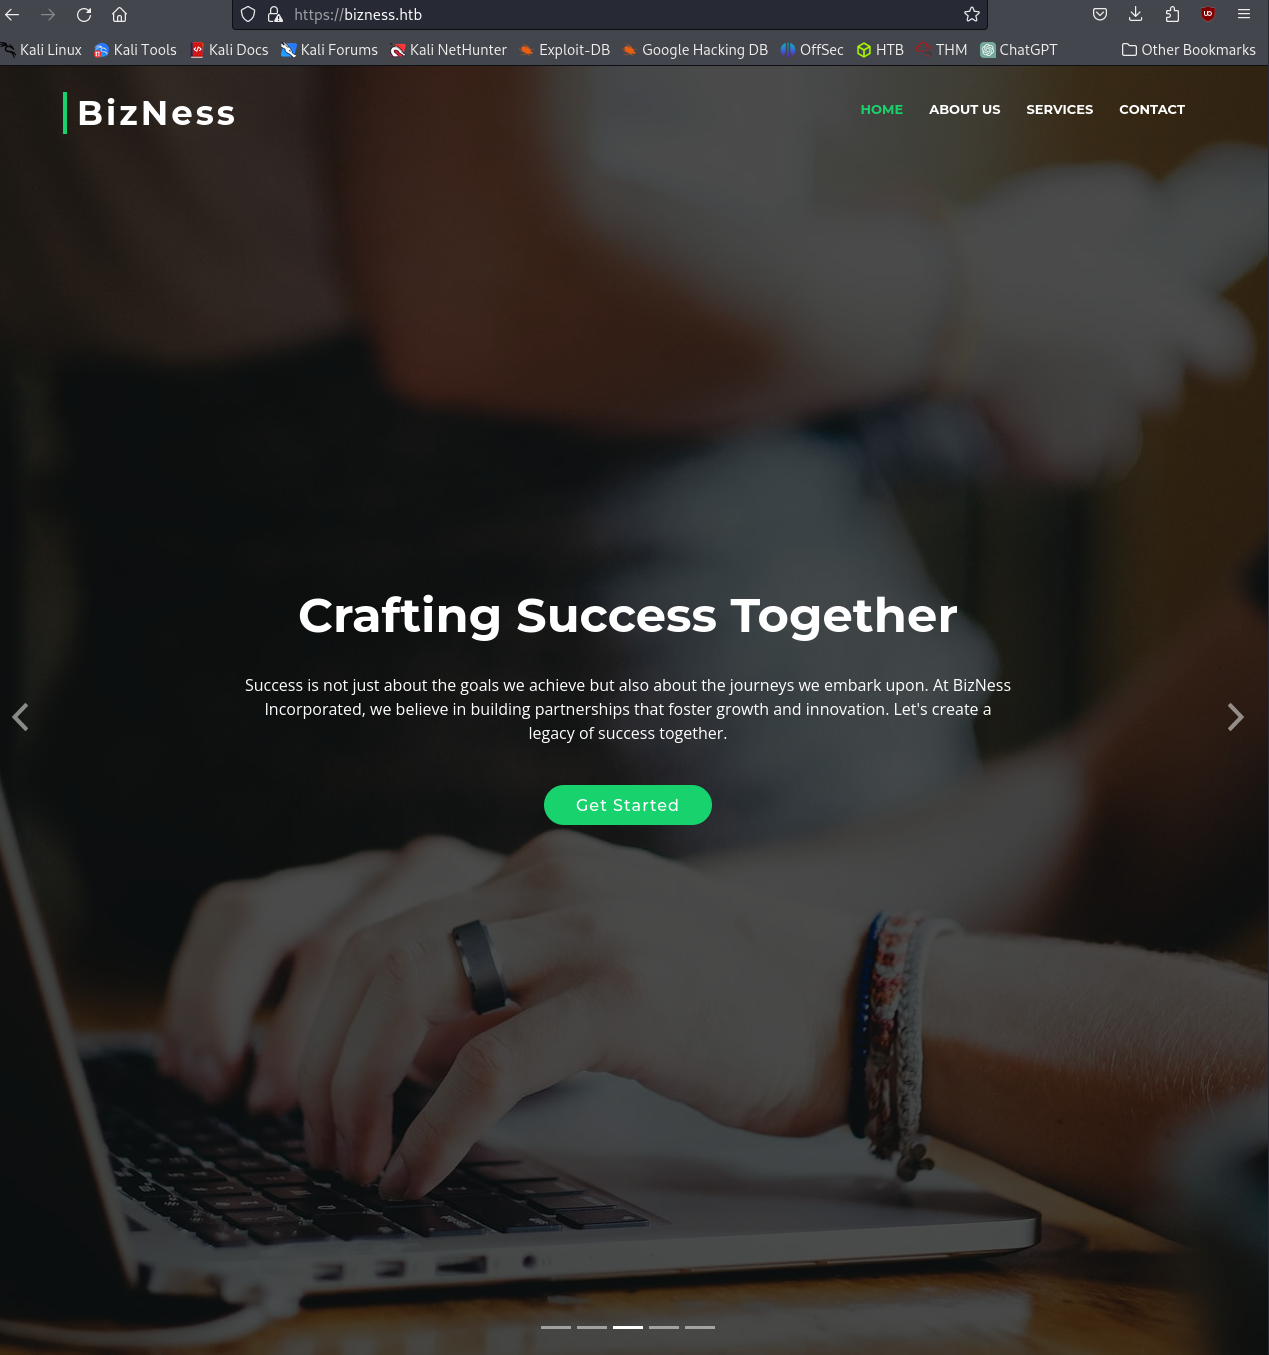 https://bizness.htb
Kali Linux Kali Tools Kali Docs Kali Forums Kali NetHunter Exploit-DB Google Hacking DB OffSec HTB THM ChatGPT Other Bookmarks
BizNess
HOME ABOUT US SERVICES CONTACT
Crafting Success Together
Success is not just about the goals we achieve but also about the journeys we embark upon. At BizNess
Incorporated, we believe in building partnerships that foster growth and innovation. Let's create a
legacy of success together.
Get Started